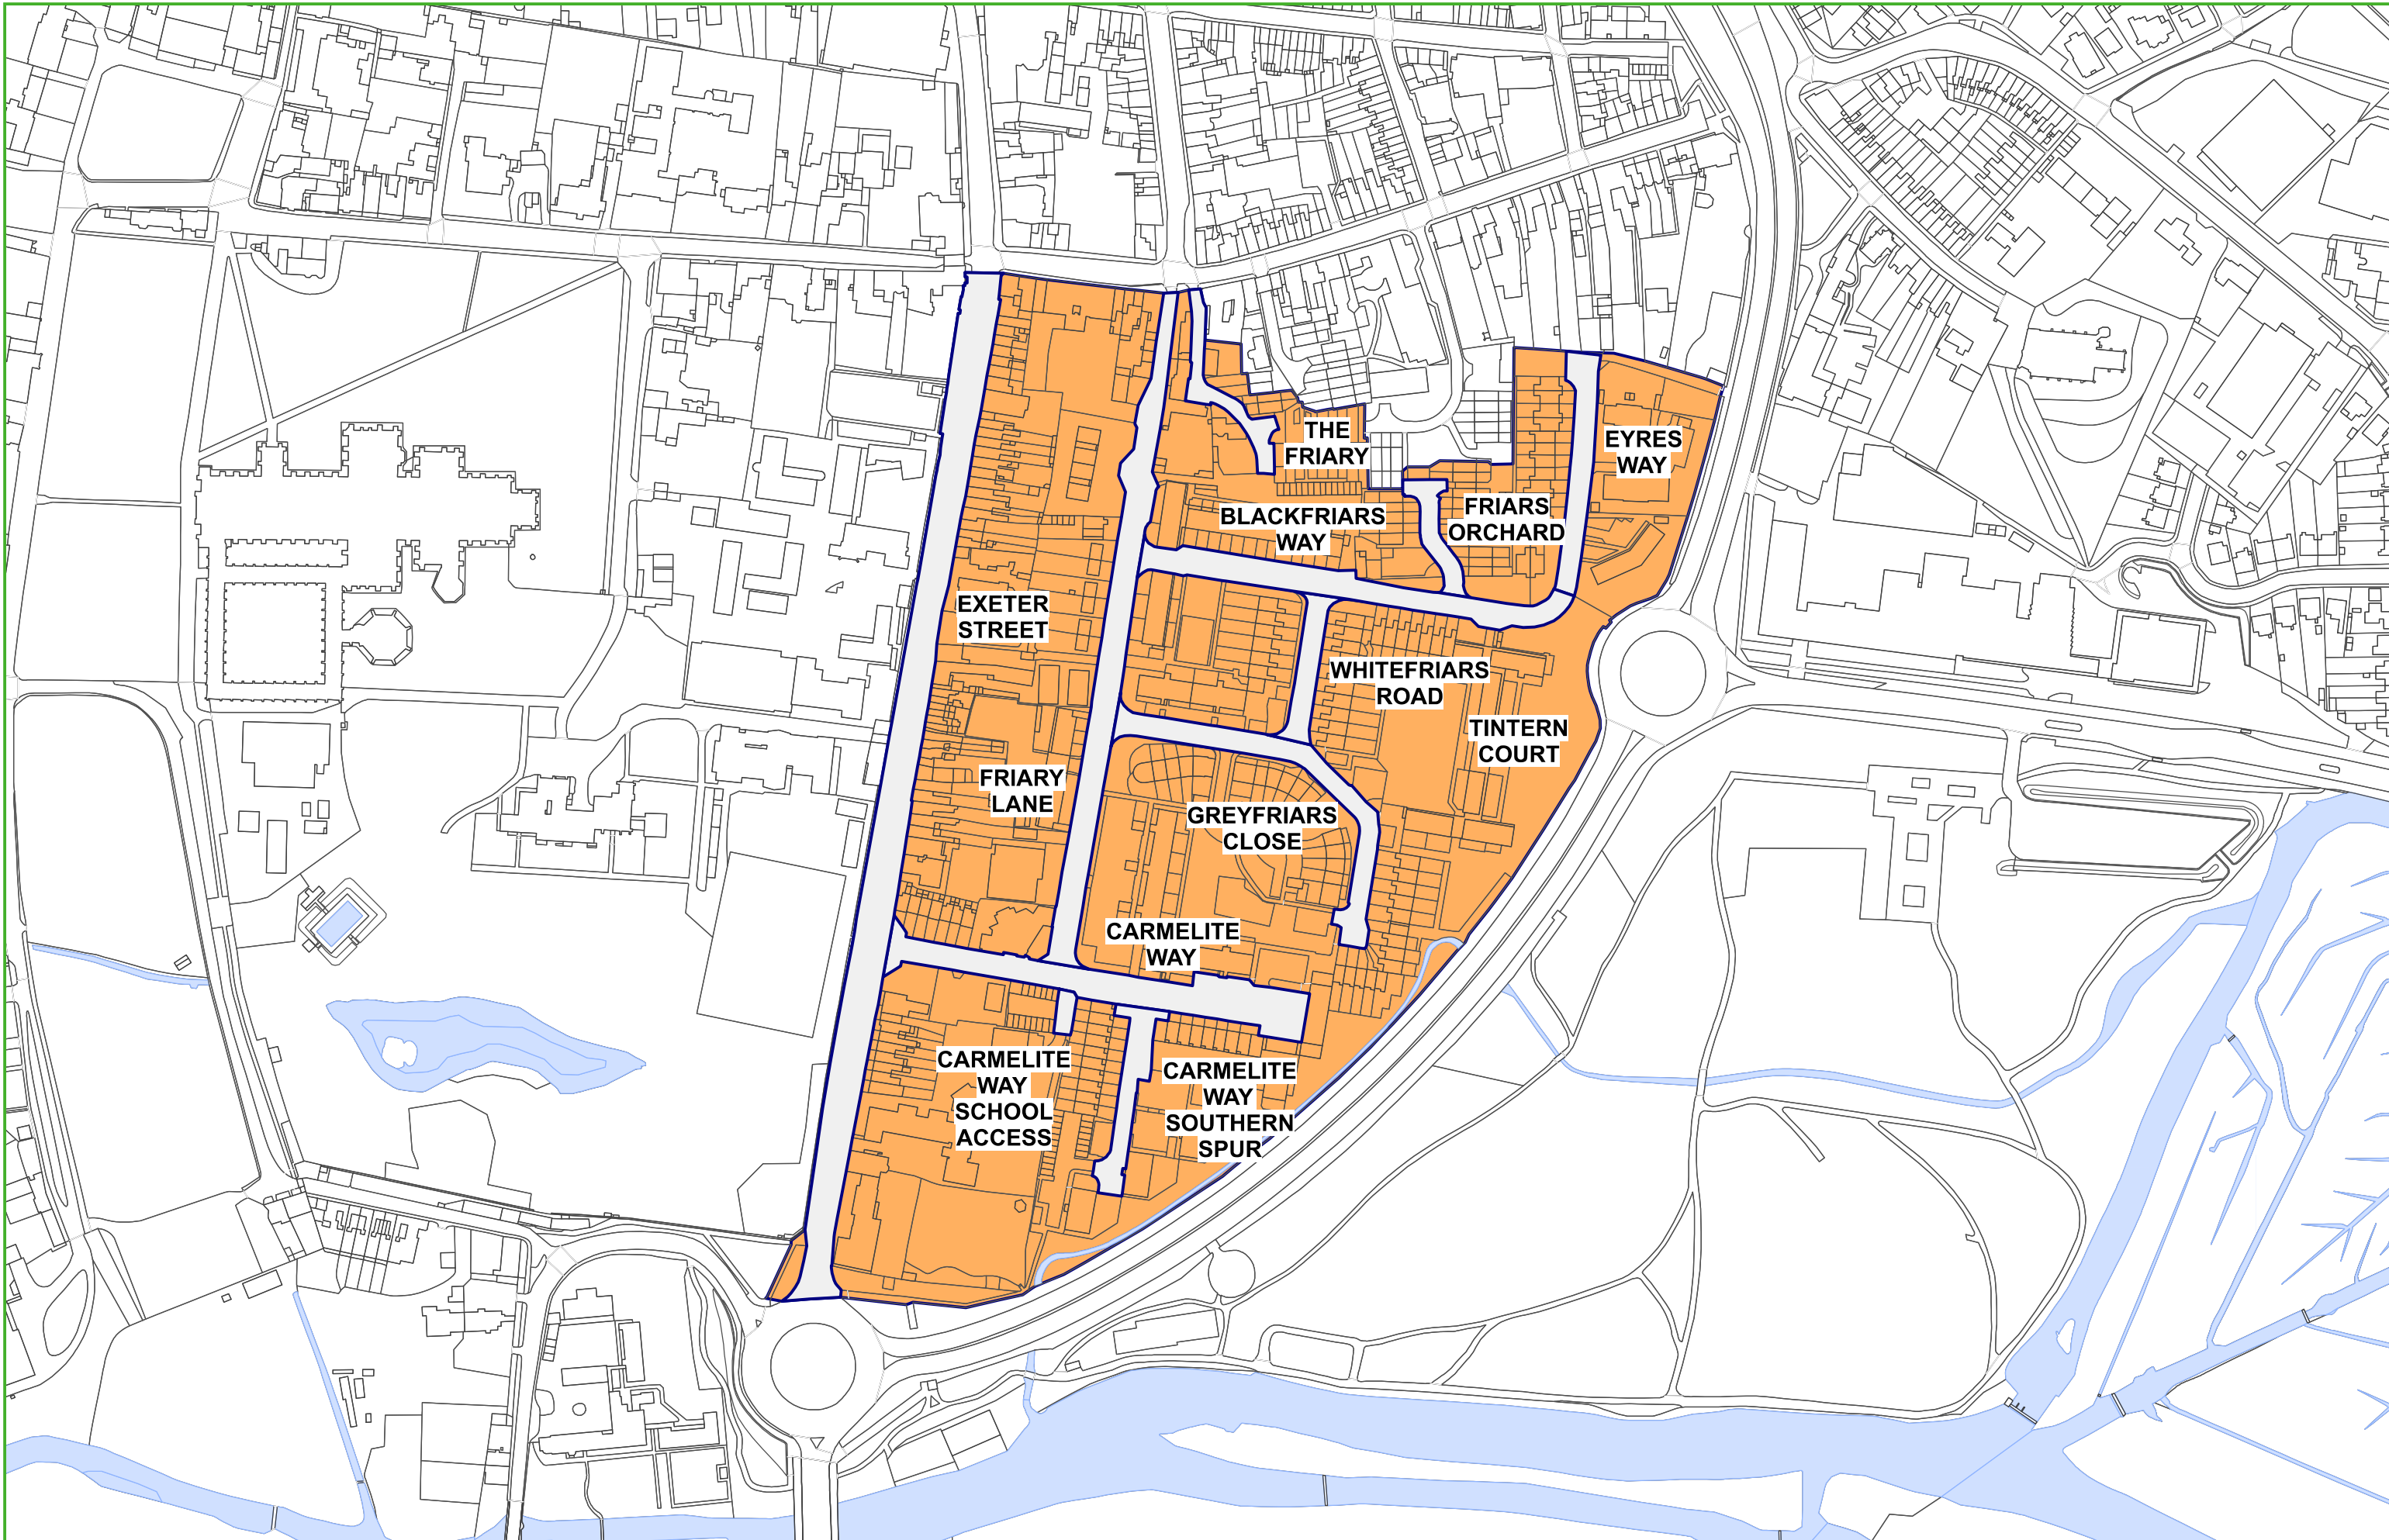 THE
FRIARY
EYRES
WAY
BLACKFRIARS
WAY
FRIARS
ORCHARD
EXETER
STREET
WHITEFRIARS
ROAD
TINTERN
COURT
FRIARY
LANE
GREYFRIARS
CLOSE
CARMELITE
WAY
CARMELITE
WAY
SCHOOL
ACCESS
CARMELITE
WAY
SOUTHERN
SPUR